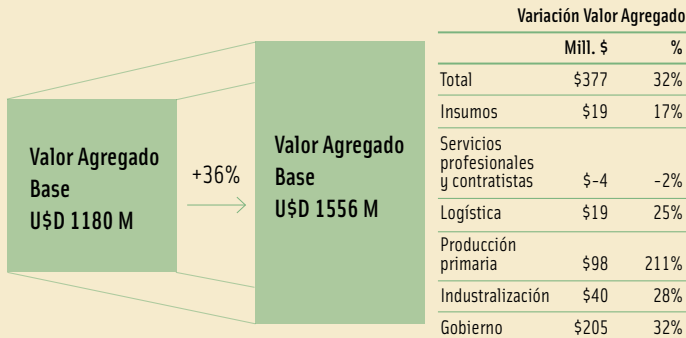 Valor Agregado
Base
U$D 1180 M
+36%
Valor Agregado
Base
U$D 1556 M
Variación Valor Agregado
Mill. $ %
Total $377 32%
Insumos $19 17%
Servicios
profesionales
y contratistas $-4 -2%
Logística $19 25%
Producción
primaria $98 211%
Industralización $40 28%
Gobierno $205 32%